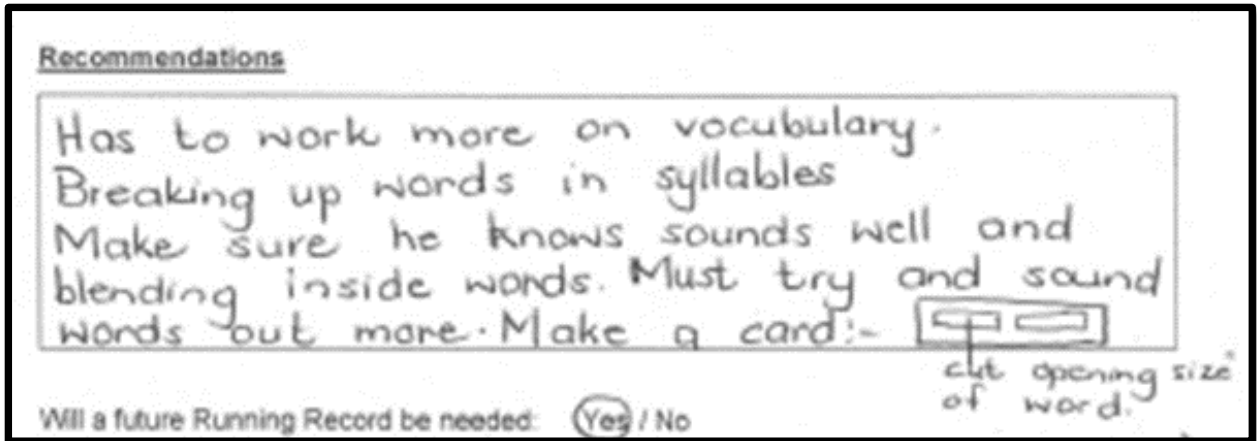 Recommendations
Has to work more on vocubulary.
Breaking up words in syllables
Make sure he knows sounds well and
blending inside words. Must try and sound
words out more. Make a card:-
cut opening size
of word.
Will a future Running Record be needed: Yes / No